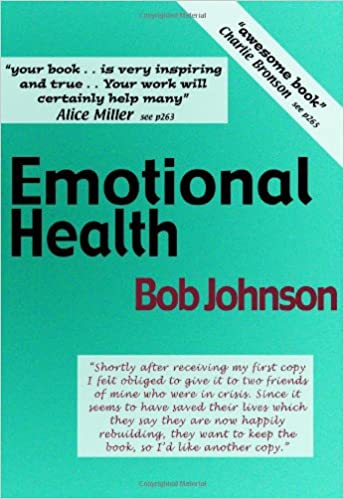 "your book . . is very inspiring
and true . . Your work will
certainly help many"
Alice Miller see p263
"awesome book"
Charlie Bronson see p265
Emotional
Health
Bob Johnson
"Shortly after receiving my first copy
I felt obliged to give it to two friends
of mine who were in crisis. Since it
seems to have saved their lives which
they say they are now happily
rebuilding, they want to keep the
book, so I'd like another copy."